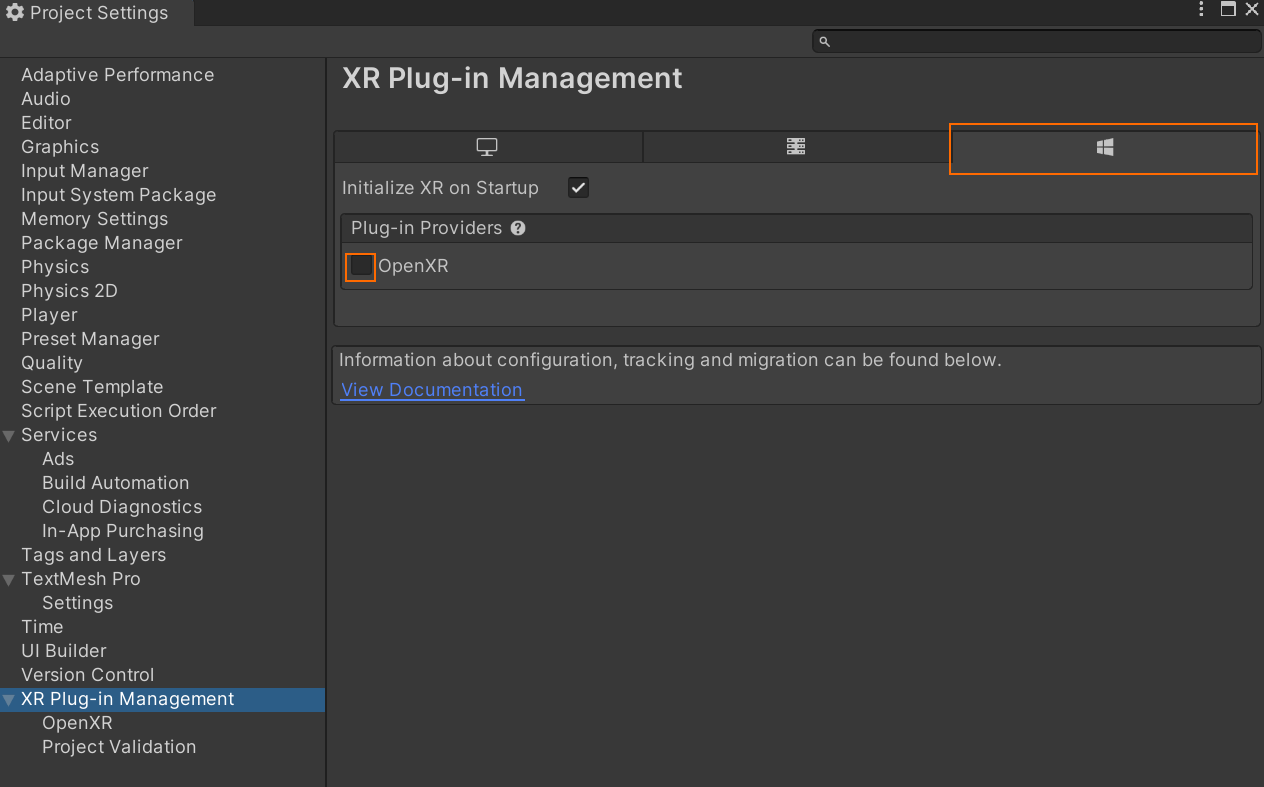 Project Settings
XR Plug-in Management
Adaptive Performance
Audio
Editor
Graphics
Input Manager
Input System Package
Memory Settings
Package Manager
Physics
Physics 2D
Player
Preset Manager
Quality
Scene Template
Script Execution Order
Services
Ads
Build Automation
Cloud Diagnostics
In-App Purchasing
Tags and Layers
TextMesh Pro
Settings
Time
UI Builder
Version Control
XR Plug-in Management
OpenXR
Project Validation
Initialize XR on Startup
Plug-in Providers
OpenXR
Information about configuration, tracking and migration can be found below.
View Documentation